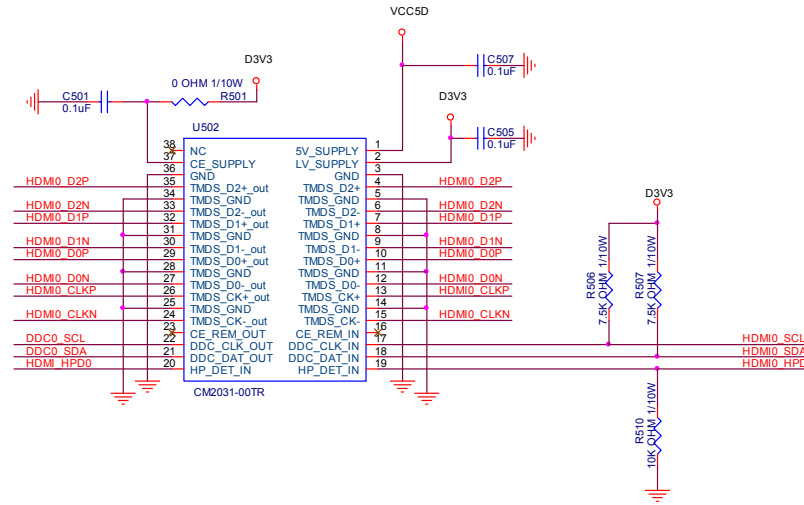 VCC5D
D3V3
C507
0.1uF
0 OHM 1/10W
R501
C501
0.1uF
D3V3
U502
C505
0.1uF
38 NC 5V_SUPPLY 1
37 CE_SUPPLY LV_SUPPLY 2
36 GND GND 3
HDMI0_D2P 35 TMDS_D2+_out TMDS_D2+ 4 HDMI0_D2P
34 TMDS_GND TMDS_GND 5
HDMI0_D2N 33 TMDS_D2-_out TMDS_D2- 6 HDMI0_D2N
HDMI0_D1P 32 TMDS_D1+_out TMDS_D1+ 7 HDMI0_D1P
31 TMDS_GND TMDS_GND 8
HDMI0_D1N 30 TMDS_D1-_out TMDS_D1- 9 HDMI0_D1N
HDMI0_D0P 29 TMDS_D0+_out TMDS_D0+ 10 HDMI0_D0P
28 TMDS_GND TMDS_GND 11
HDMI0_D0N 27 TMDS_D0-_out TMDS_D0- 12 HDMI0_D0N
HDMI0_CLKP 26 TMDS_CK+_out TMDS_CK+ 13 HDMI0_CLKP
25 TMDS_GND TMDS_GND 14
HDMI0_CLKN 24 TMDS_CK-_out TMDS_CK- 15 HDMI0_CLKN
23 CE_REM_OUT CE_REM_IN 16
DDC0_SCL 22 DDC_CLK_OUT DDC_CLK_IN 17 HDMI0_SCL
DDC0_SDA 21 DDC_DAT_OUT DDC_DAT_IN 18 HDMI0_SDA
HDMI_HPD0 20 HP_DET_IN HP_DET_IN 19 HDMI0_HPD
CM2031-00TR
D3V3
R506
7.5K OHM 1/10W
R507
7.5K OHM 1/10W
R510
10K OHM 1/10W